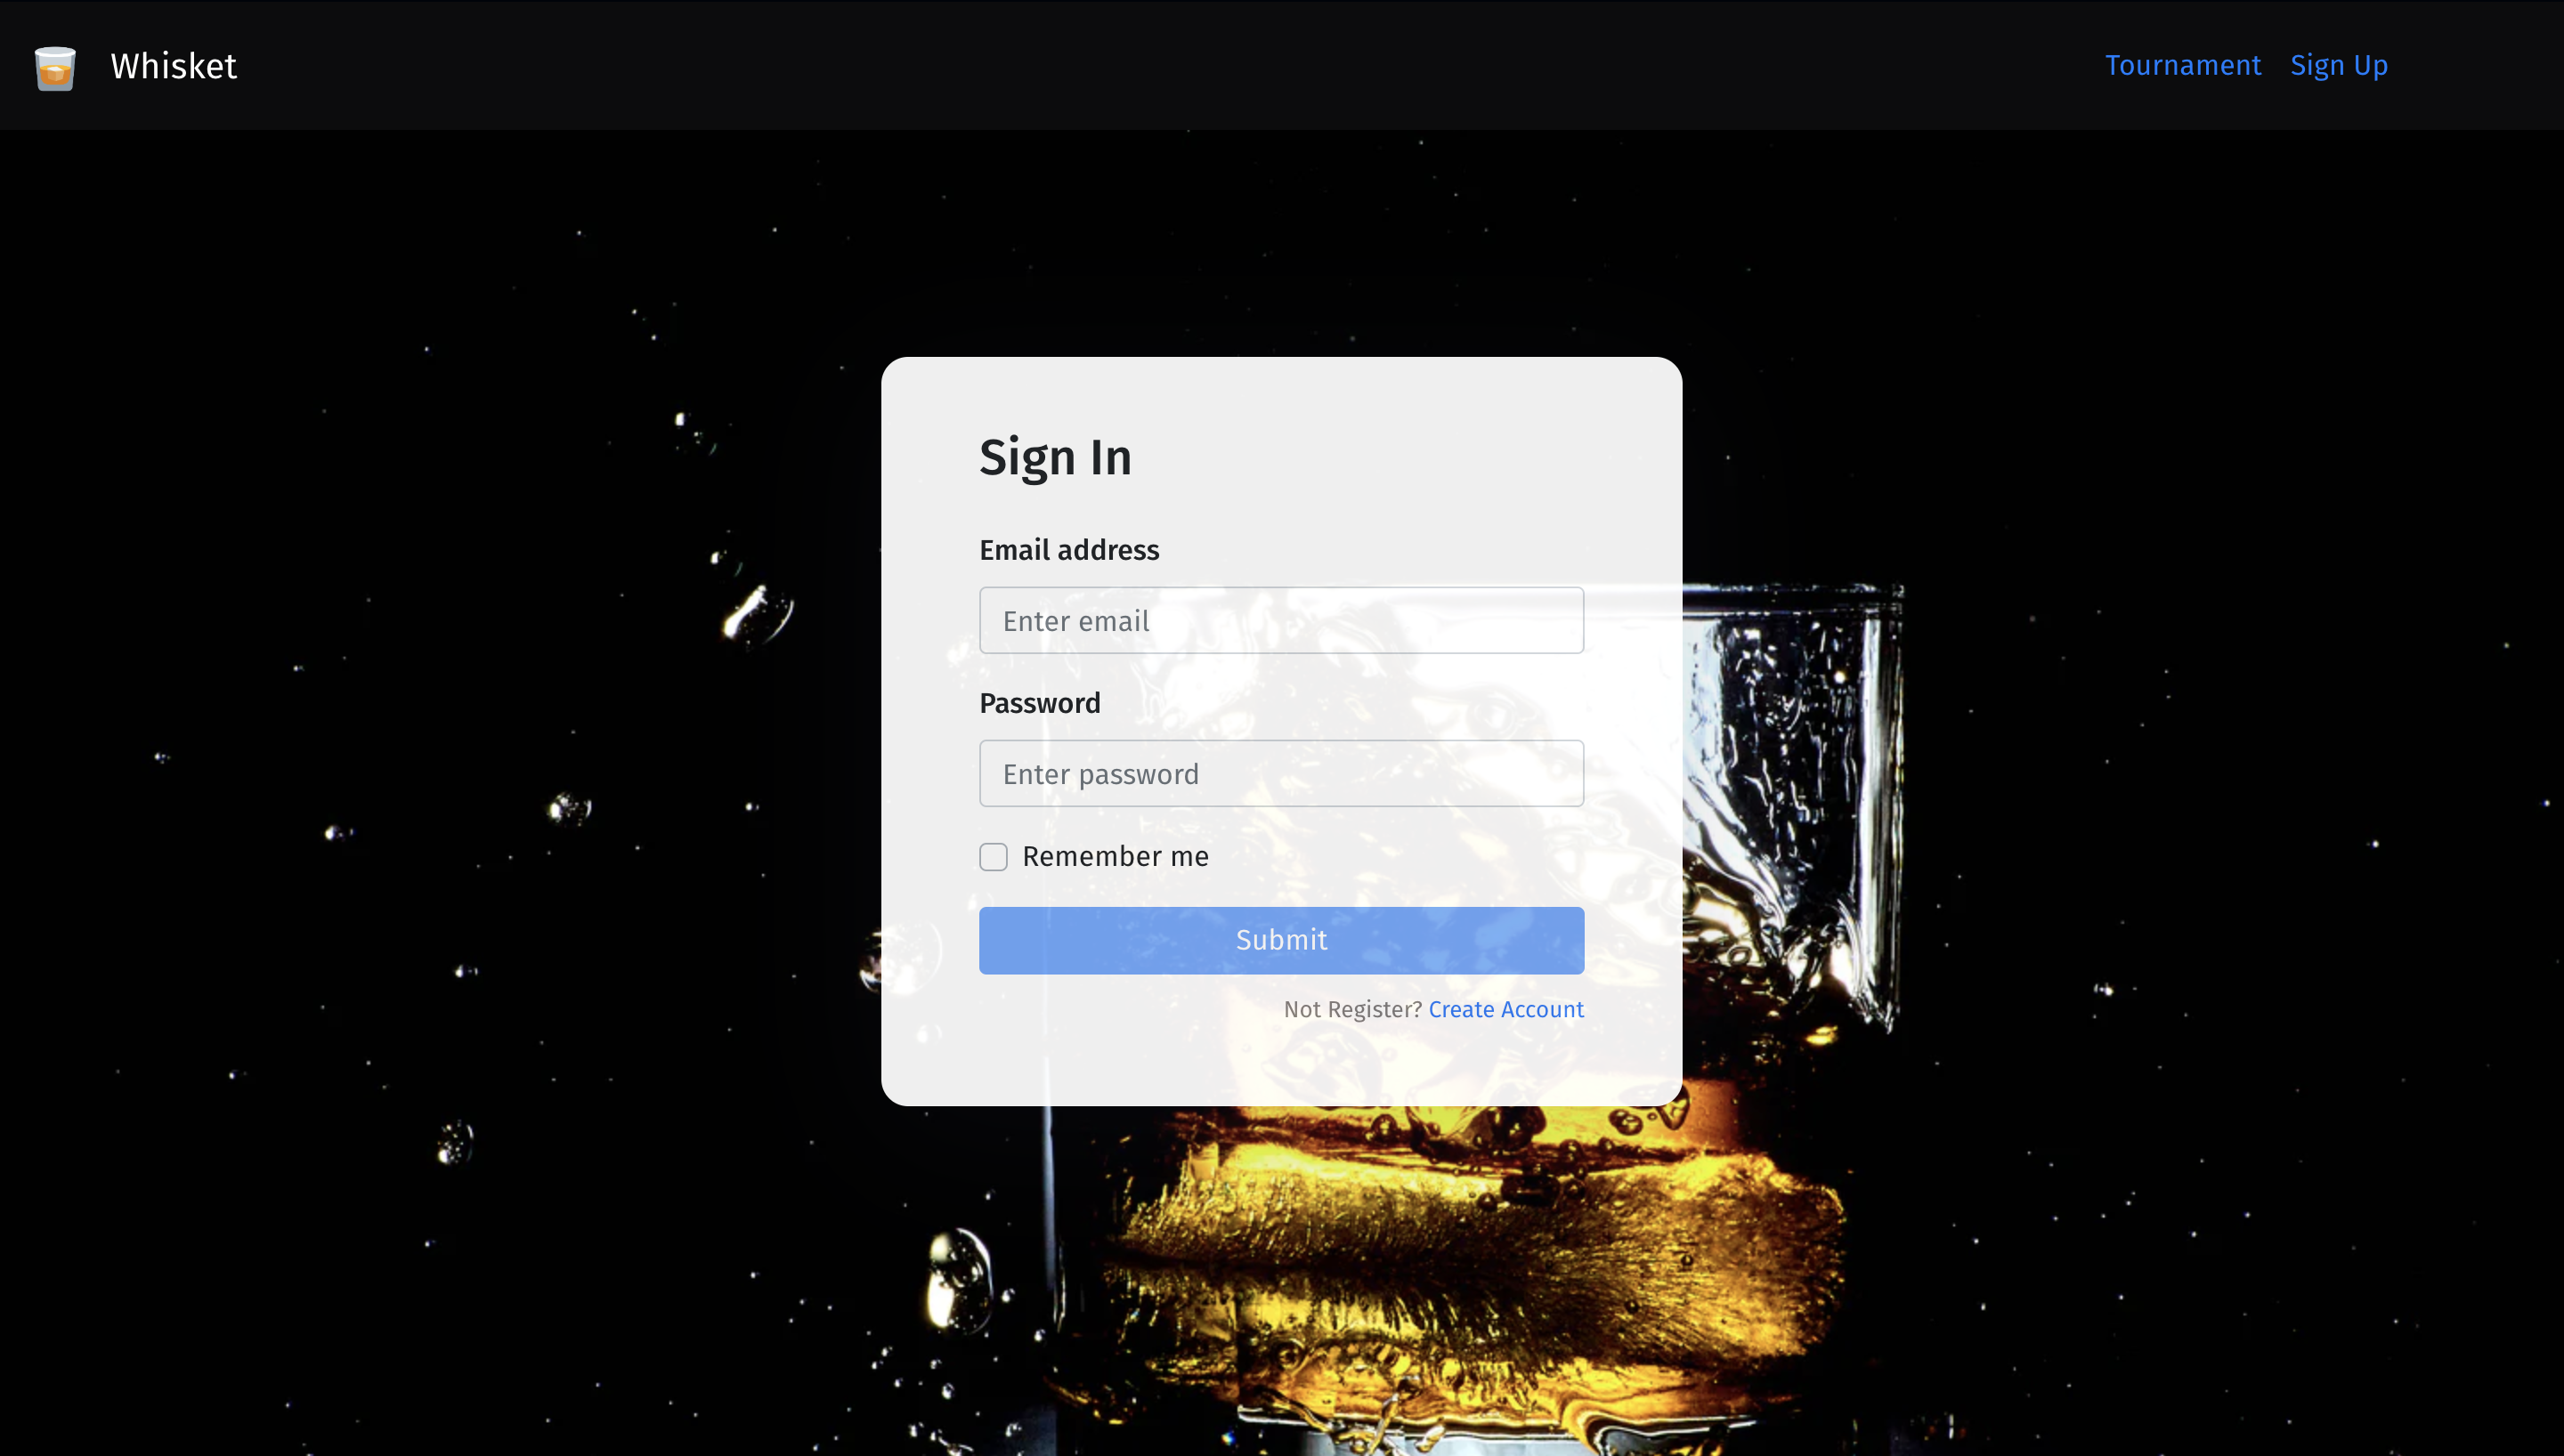 Whisket
Tournament Sign Up
Sign In
Email address
Enter email
Password
Enter password
Remember me
Submit
Not Register? Create Account